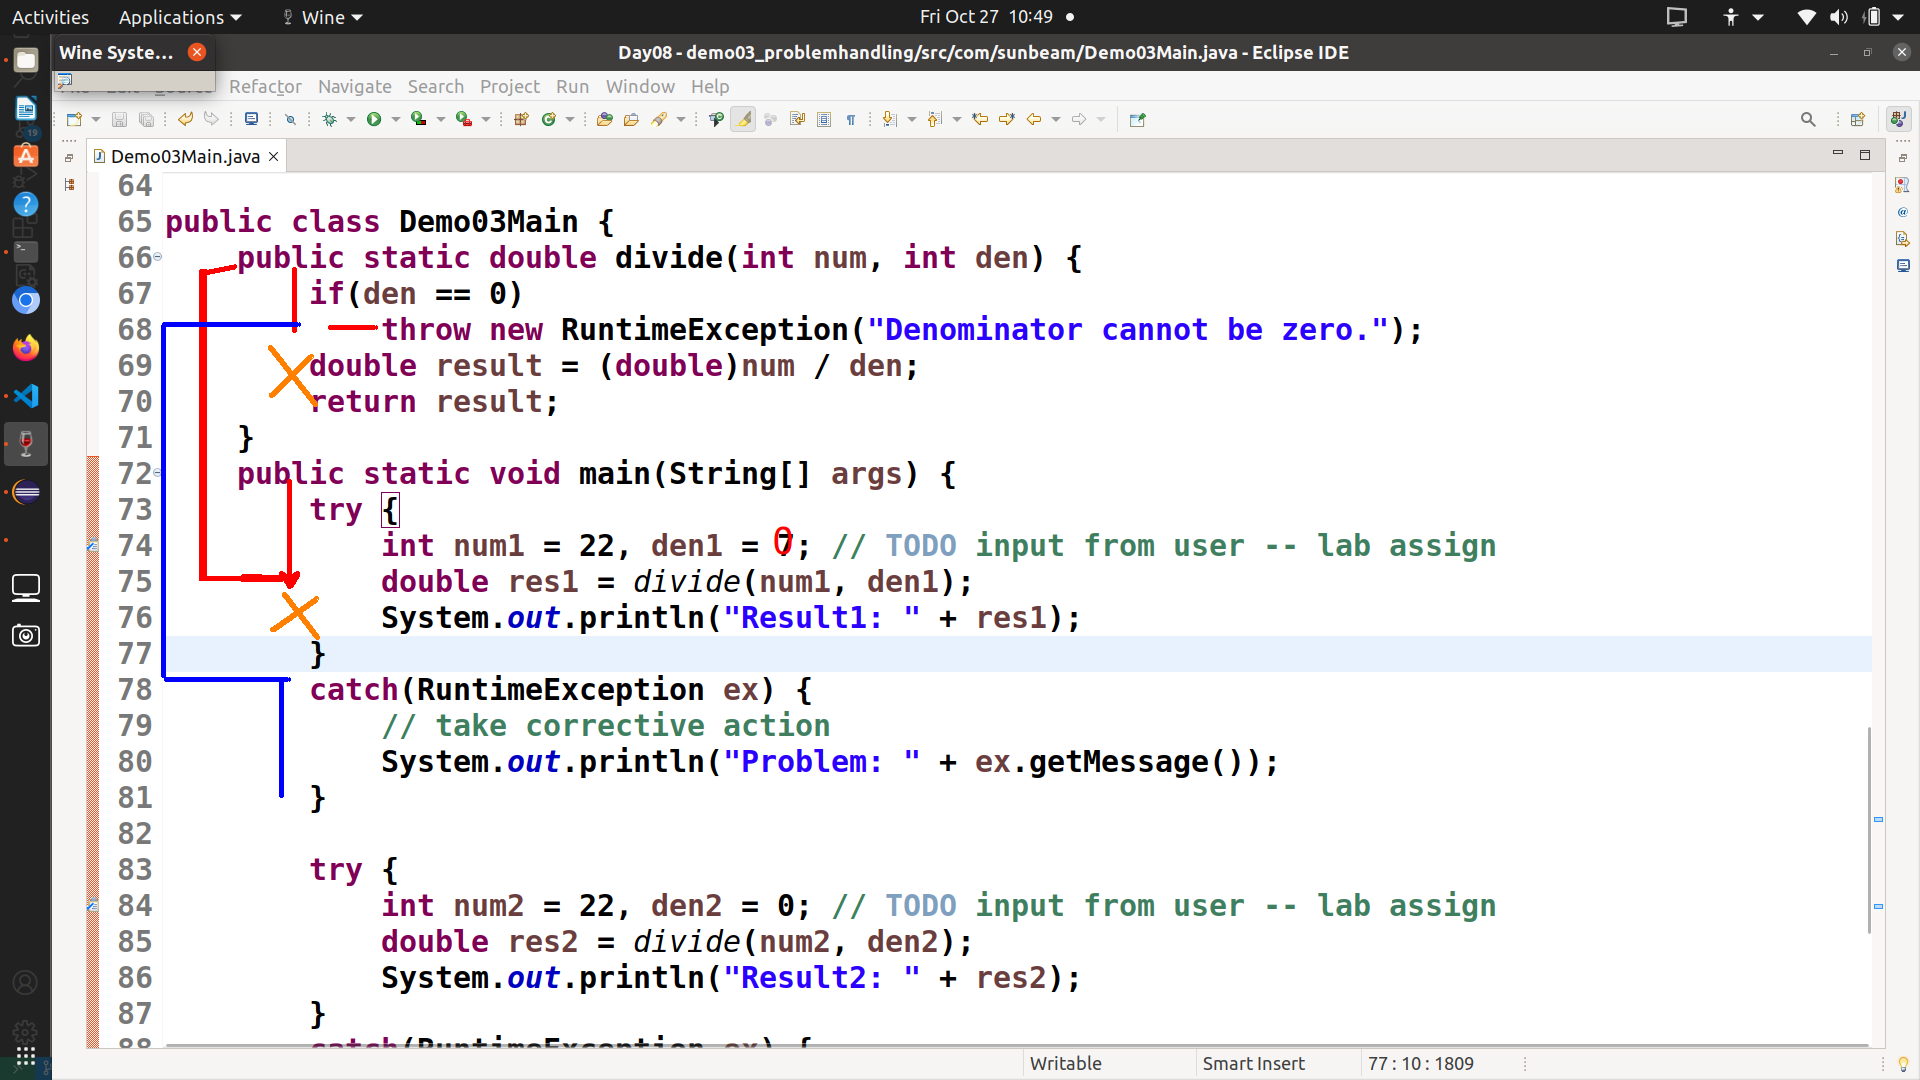 Activities Applications Wine Fri Oct 27 10:49
Wine Syste... Day08 - demo03_problemhandling/src/com/sunbeam/Demo03Main.java - Eclipse IDE
Refactor Navigate Search Project Run Window Help
Demo03Main.java
64
65 public class Demo03Main {
66 public static double divide(int num, int den) {
67 if(den == 0)
68 throw new RuntimeException("Denominator cannot be zero.");
69 double result = (double)num / den;
70 return result;
71 }
72 public static void main(String[] args) {
73 try {
74 int num1 = 22, den1 = 7; // TODO input from user -- lab assign
0
75 double res1 = divide(num1, den1);
76 System.out.println("Result1: " + res1);
77 }
78 catch(RuntimeException ex) {
79 // take corrective action
80 System.out.println("Problem: " + ex.getMessage());
81 }
82
83 try {
84 int num2 = 22, den2 = 0; // TODO input from user -- lab assign
85 double res2 = divide(num2, den2);
86 System.out.println("Result2: " + res2);
87 }
88 catch(RuntimeException ex) {
Writable Smart Insert 77 : 10 : 1809